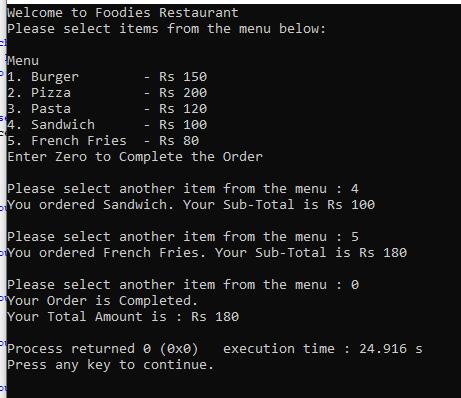 Welcome to Foodies Restaurant
Please select items from the menu below:
Menu
1. Burger        - Rs 150
2. Pizza         - Rs 200
3. Pasta         - Rs 120
4. Sandwich      - Rs 100
5. French Fries  - Rs 80
Enter Zero to Complete the Order
Please select another item from the menu : 4
You ordered Sandwich. Your Sub-Total is Rs 100
Please select another item from the menu : 5
You ordered French Fries. Your Sub-Total is Rs 180
Please select another item from the menu : 0
Your Order is Completed.
Your Total Amount is : Rs 180
Process returned 0 (0x0)   execution time : 24.916 s
Press any key to continue.